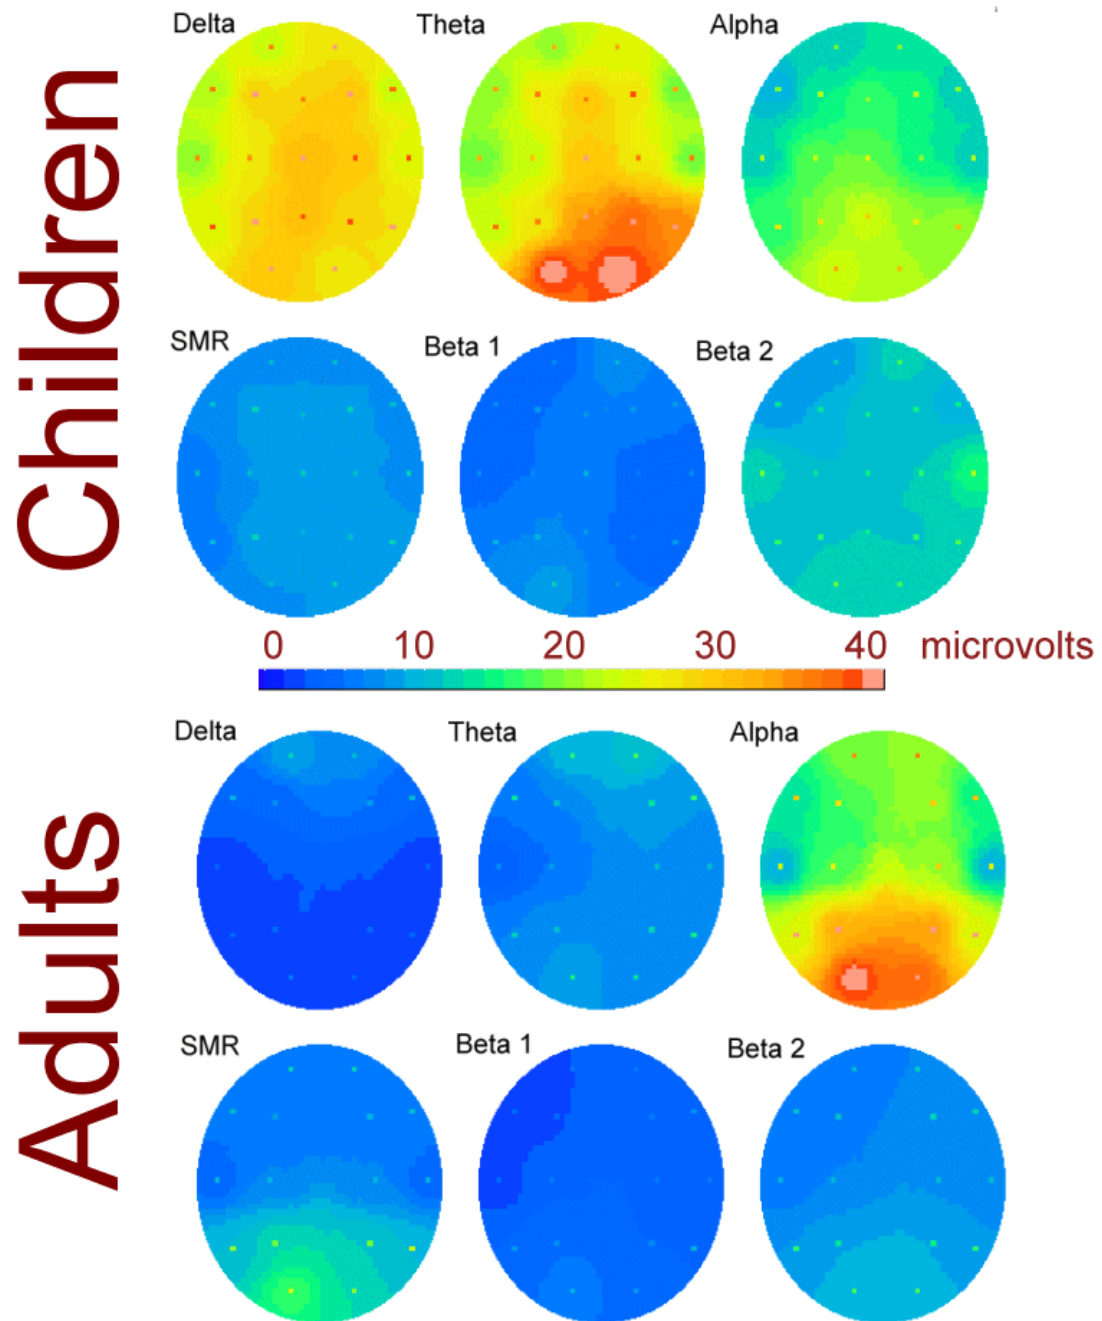 Children
Delta
Theta
Alpha
SMR
Beta 1
Beta 2
0 10 20 30 40 microvolts
Adults
Delta
Theta
Alpha
SMR
Beta 1
Beta 2